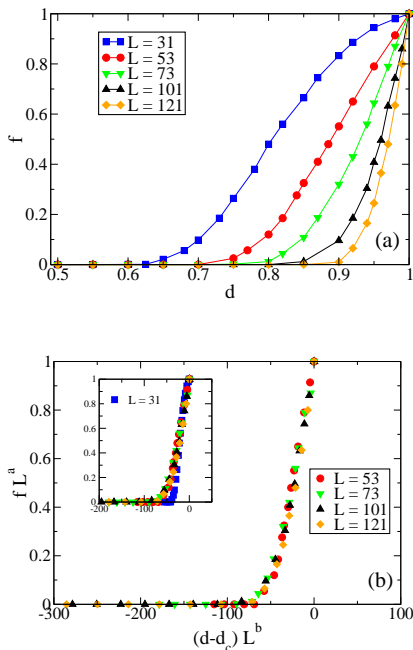 1
0.8
0.6
0.4
0.2
0
f
L = 31
L = 53
L = 73
L = 101
L = 121
(a)
0.5 0.6 0.7 0.8 0.9 1
d
1
0.8
0.6
0.4
0.2
0
f L^a
1
0.8
0.6
0.4
0.2
0
L = 31
-200 -100 0
L = 53
L = 73
L = 101
L = 121
(b)
-300 -200 -100 0 100
(d-d_c) L^b